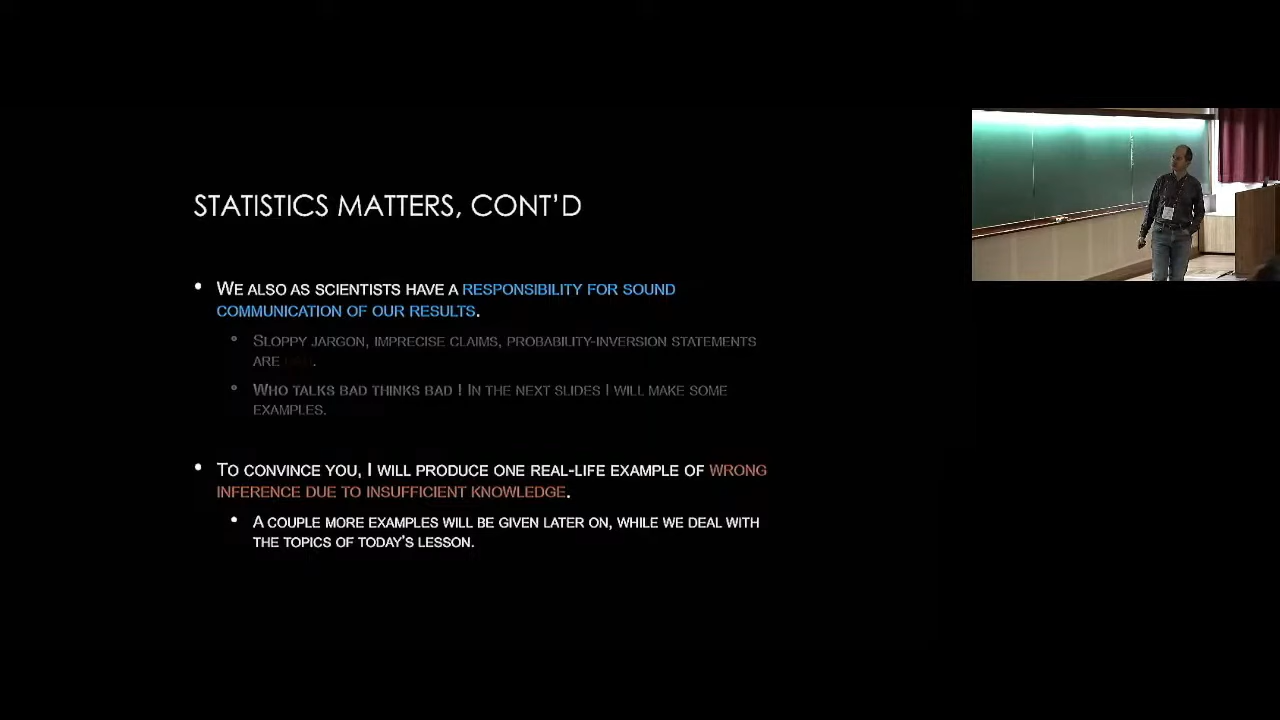 STATISTICS MATTERS, CONT'D
• WE ALSO AS SCIENTISTS HAVE A RESPONSIBILITY FOR SOUND
COMMUNICATION OF OUR RESULTS.
• SLOPPY JARGON, IMPRECISE CLAIMS, PROBABILITY-INVERSION STATEMENTS
ARE .
• WHO TALKS BAD THINKS BAD ! IN THE NEXT SLIDES I WILL MAKE SOME
EXAMPLES.
• TO CONVINCE YOU, I WILL PRODUCE ONE REAL-LIFE EXAMPLE OF WRONG
INFERENCE DUE TO INSUFFICIENT KNOWLEDGE.
• A COUPLE MORE EXAMPLES WILL BE GIVEN LATER ON, WHILE WE DEAL WITH
THE TOPICS OF TODAY'S LESSON.